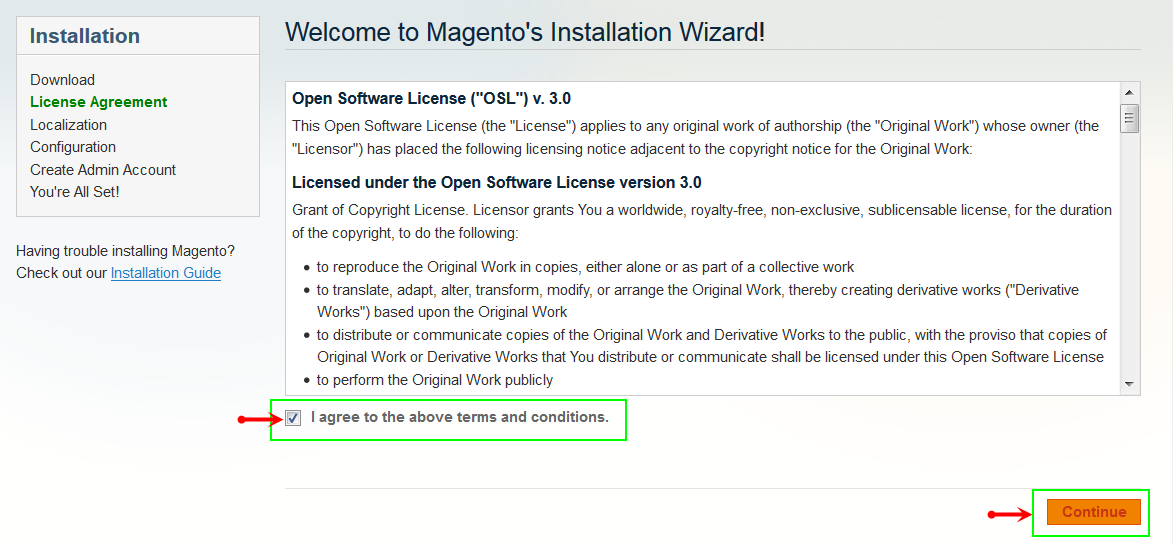 Installation
Download
License Agreement
Localization
Configuration
Create Admin Account
You're All Set!
Having trouble installing Magento?
Check out our Installation Guide
Welcome to Magento's Installation Wizard!
Open Software License ("OSL") v. 3.0
This Open Software License (the "License") applies to any original work of authorship (the "Original Work") whose owner (the
"Licensor") has placed the following licensing notice adjacent to the copyright notice for the Original Work:
Licensed under the Open Software License version 3.0
Grant of Copyright License. Licensor grants You a worldwide, royalty-free, non-exclusive, sublicensable license, for the duration
of the copyright, to do the following:
• to reproduce the Original Work in copies, either alone or as part of a collective work
• to translate, adapt, alter, transform, modify, or arrange the Original Work, thereby creating derivative works ("Derivative
Works") based upon the Original Work
• to distribute or communicate copies of the Original Work and Derivative Works to the public, with the proviso that copies of
Original Work or Derivative Works that You distribute or communicate shall be licensed under this Open Software License
• to perform the Original Work publicly
I agree to the above terms and conditions.
Continue